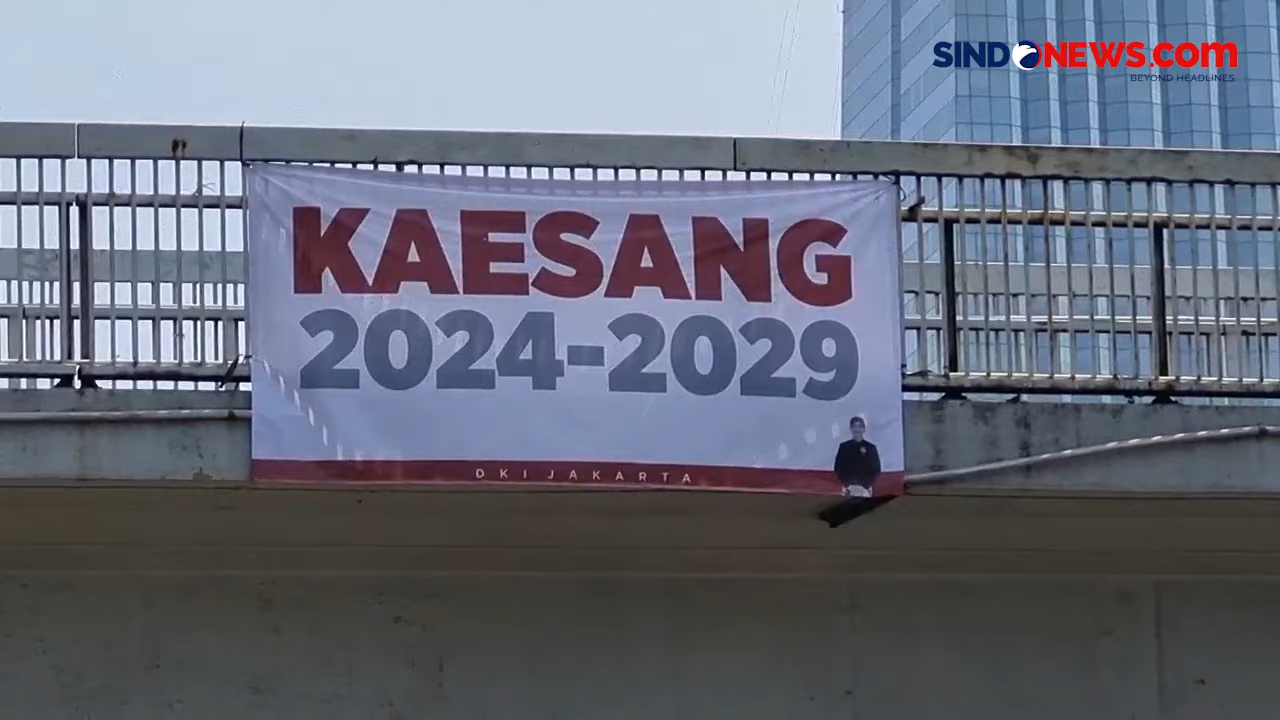 SINDONEWS.com
BEYOND HEADLINES
KAESANG
2024-2029
DKI JAKARTA